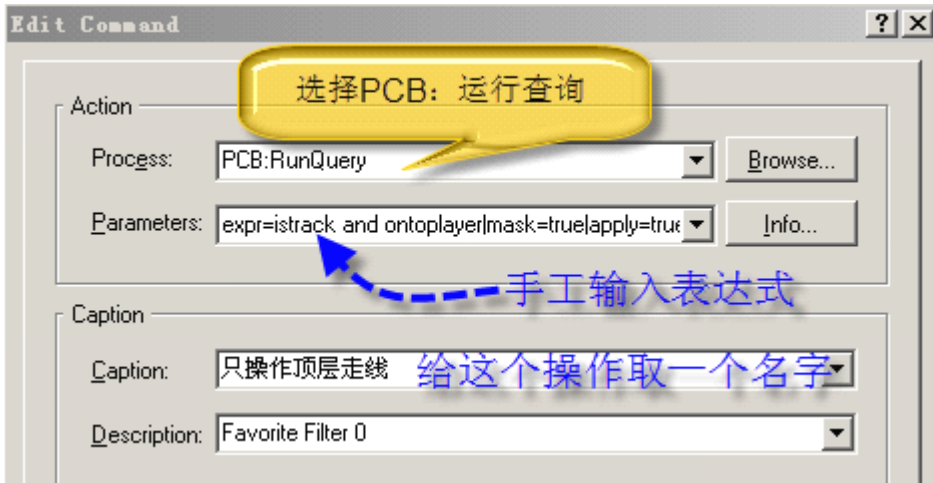 Edit Command
选择PCB：运行查询
Action
Process: PCB:RunQuery Browse...
Parameters: expr=istrack and ontoplayer|mask=true|apply=true Info...
手工输入表达式
Caption
Caption: 只操作顶层走线 给这个操作取一个名字
Description: Favorite Filter 0